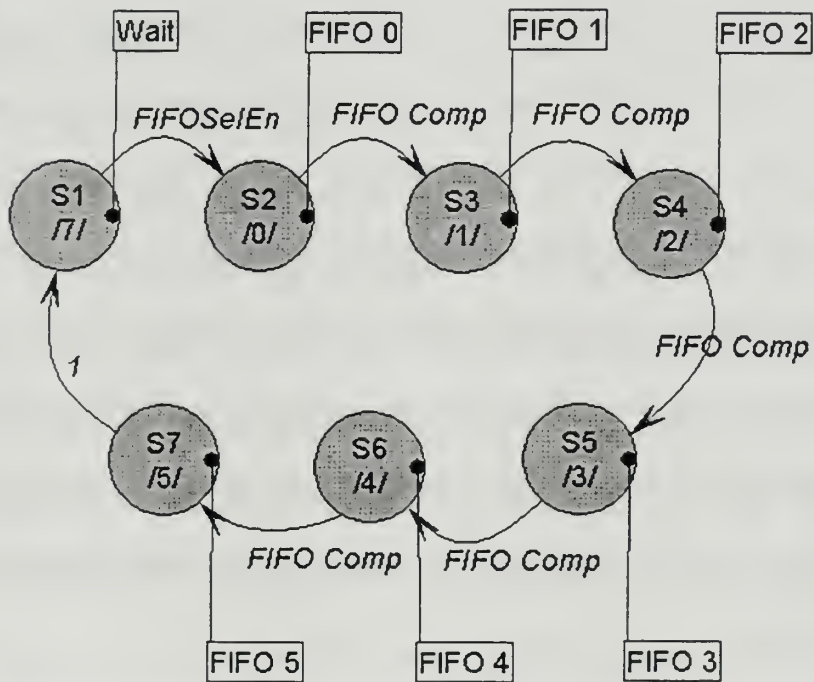 Wait
FIFO 0
FIFO 1
FIFO 2
FIFOSelEn
FIFO Comp
FIFO Comp
S1
/7/
S2
/0/
S3
/1/
S4
/2/
FIFO Comp
1
S7
/5/
S6
/4/
S5
/3/
FIFO Comp
FIFO Comp
FIFO 5
FIFO 4
FIFO 3